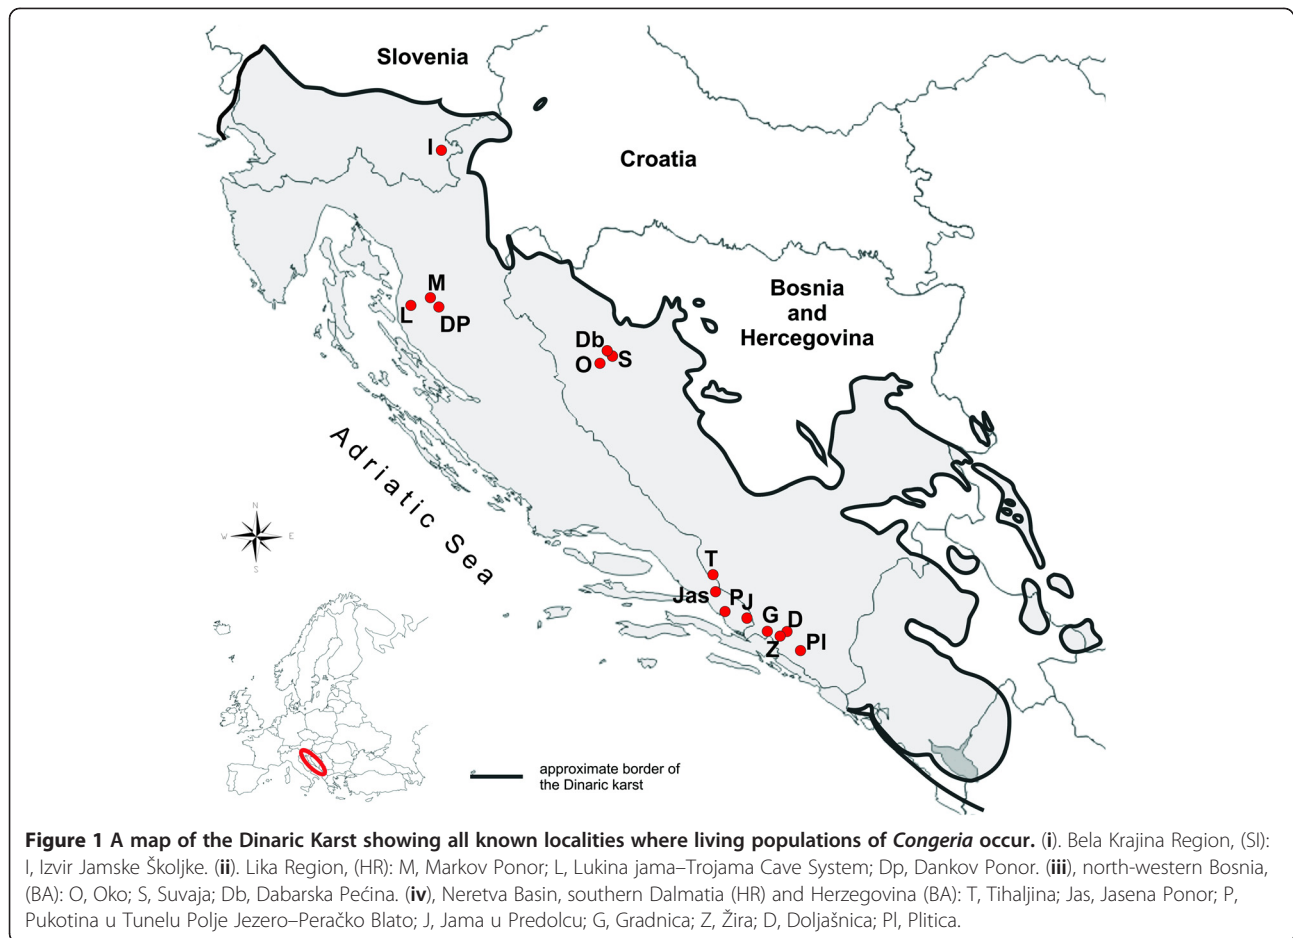 Slovenia
Croatia
I
Bosnia
and
Hercegovina
M
L
DP
Db
S
O
Adriatic Sea
N
W
E
S
T
Jas
P
J
G
D
Z
Pl
approximate border of
the Dinaric karst
Figure 1 A map of the Dinaric Karst showing all known localities where living populations of Congeria occur. (i). Bela Krajina Region, (SI):
I, Izvir Jamske Školjke. (ii). Lika Region, (HR): M, Markov Ponor; L, Lukina jama–Trojama Cave System; Dp, Dankov Ponor. (iii), north-western Bosnia,
(BA): O, Oko; S, Suvaja; Db, Dabarska Pećina. (iv), Neretva Basin, southern Dalmatia (HR) and Herzegovina (BA): T, Tihaljina; Jas, Jasena Ponor; P,
Pukotina u Tunelu Polje Jezero–Peračko Blato; J, Jama u Predolcu; G, Gradnica; Z, Žira; D, Doljašnica; Pl, Plitica.